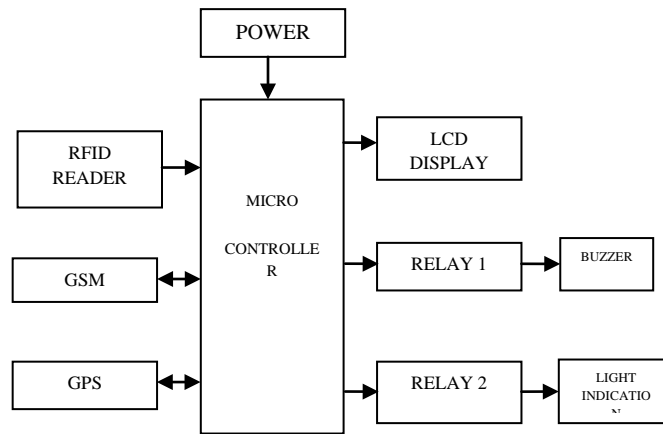 POWER
RFID
READER
LCD
DISPLAY
MICRO
CONTROLLE
R
GSM
RELAY 1
BUZZER
GPS
RELAY 2
LIGHT
INDICATIO
N